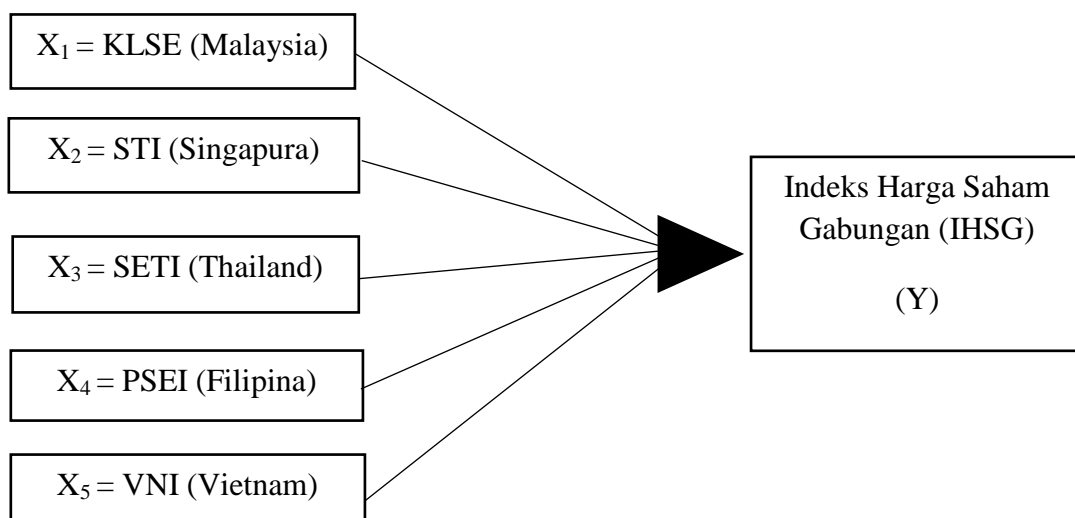 X₁ = KLSE (Malaysia)
X₂ = STI (Singapura)
X₃ = SETI (Thailand)
X₄ = PSEI (Filipina)
X₅ = VNI (Vietnam)
Indeks Harga Saham
Gabungan (IHSG)
(Y)